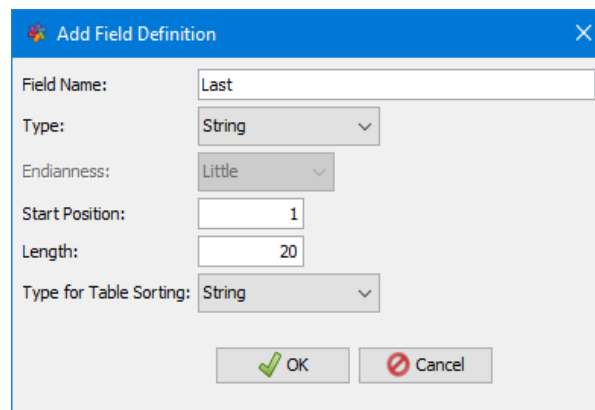 Add Field Definition
Field Name: Last
Type: String
Endianness: Little
Start Position: 1
Length: 20
Type for Table Sorting: String
OK Cancel